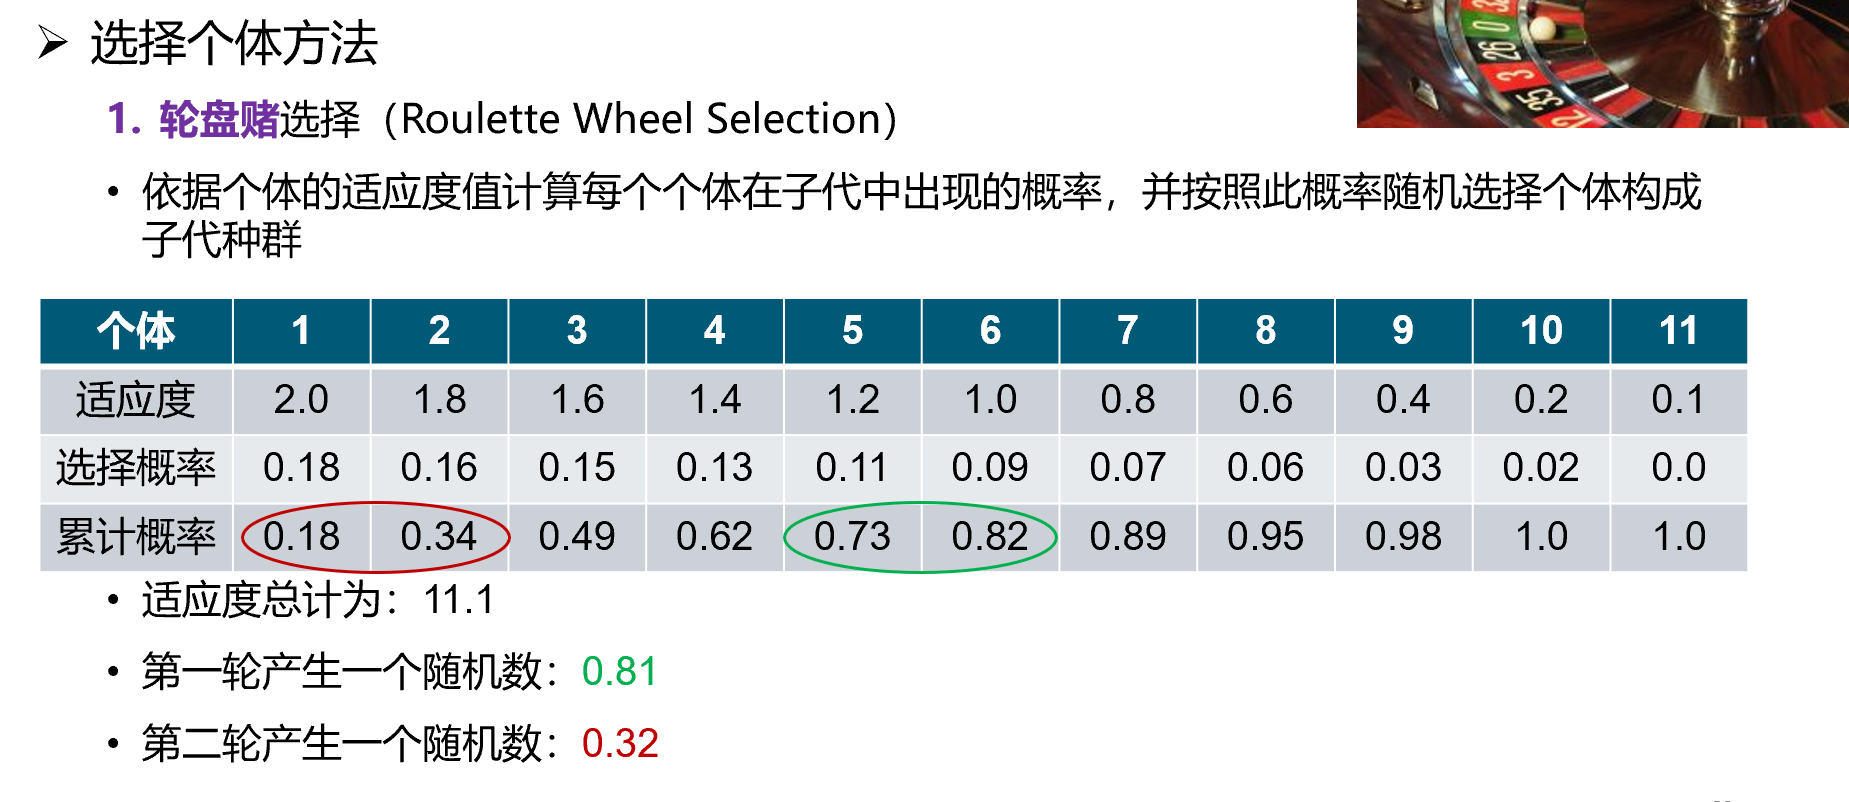 ➢ 选择个体方法
1. 轮盘赌选择（Roulette Wheel Selection）
• 依据个体的适应度值计算每个个体在子代中出现的概率，并按照此概率随机选择个体构成
子代种群
个体 1 2 3 4 5 6 7 8 9 10 11
适应度 2.0 1.8 1.6 1.4 1.2 1.0 0.8 0.6 0.4 0.2 0.1
选择概率 0.18 0.16 0.15 0.13 0.11 0.09 0.07 0.06 0.03 0.02 0.0
累计概率 0.18 0.34 0.49 0.62 0.73 0.82 0.89 0.95 0.98 1.0 1.0
• 适应度总计为：11.1
• 第一轮产生一个随机数：0.81
• 第二轮产生一个随机数：0.32
0
26
3
35
12